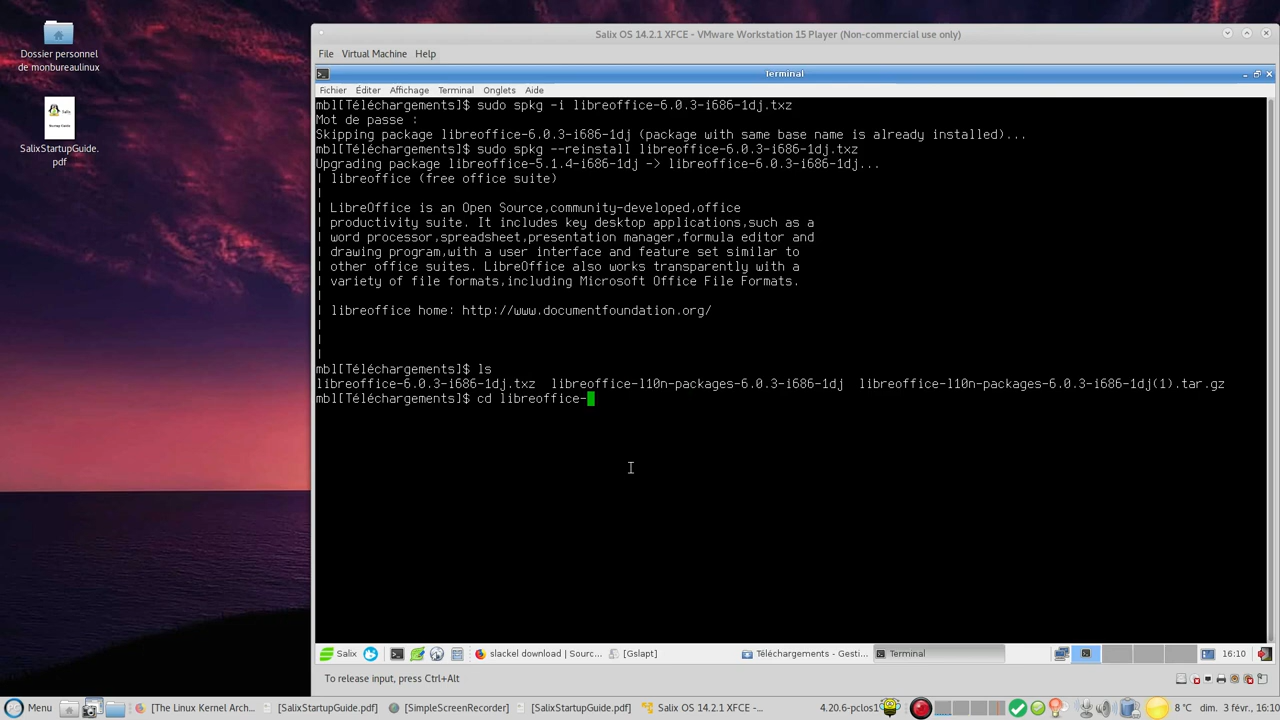 Dossier personnel
de monbureaulinux
SalixStartupGuide.
pdf
Salix OS 14.2.1 XFCE - VMware Workstation 15 Player (Non-commercial use only)
File Virtual Machine Help
Terminal
Fichier Éditer Affichage Terminal Onglets Aide
mbl[Téléchargements]$ sudo spkg -i libreoffice-6.0.3-i686-1dj.txz
Mot de passe :
Skipping package libreoffice-6.0.3-i686-1dj (package with same base name is already installed)...
mbl[Téléchargements]$ sudo spkg --reinstall libreoffice-6.0.3-i686-1dj.txz
Upgrading package libreoffice-5.1.4-i686-1dj -> libreoffice-6.0.3-i686-1dj...
| libreoffice (free office suite)
|
| LibreOffice is an Open Source,community-developed,office
| productivity suite. It includes key desktop applications,such as a
| word processor,spreadsheet,presentation manager,formula editor and
| drawing program,with a user interface and feature set similar to
| other office suites. LibreOffice also works transparently with a
| variety of file formats,including Microsoft Office File Formats.
|
| libreoffice home: http://www.documentfoundation.org/
|
|
|
mbl[Téléchargements]$ ls
libreoffice-6.0.3-i686-1dj.txz libreoffice-l10n-packages-6.0.3-i686-1dj libreoffice-l10n-packages-6.0.3-i686-1dj(1).tar.gz
mbl[Téléchargements]$ cd libreoffice-
Salix slackel download | Sourc... [Gslapt] Téléchargements - Gesti... Terminal 16:10
To release input, press Ctrl+Alt
Menu [The Linux Kernel Arch... [SalixStartupGuide.pdf] [SimpleScreenRecorder] [SalixStartupGuide.pdf] Salix OS 14.2.1 XFCE -... 4.20.6-pclos1 8 °C dim. 3 févr., 16:10